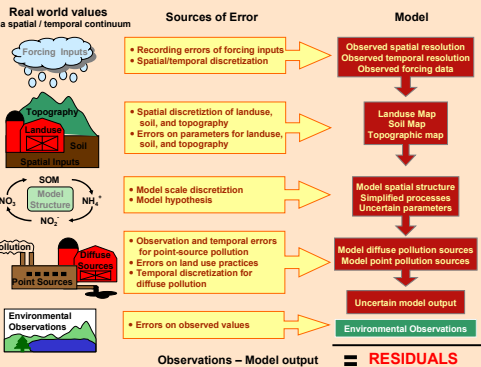 Real world values
a spatial / temporal continuum
Sources of Error
Model
Forcing Inputs
• Recording errors of forcing inputs
• Spatial/temporal discretization
Observed spatial resolution
Observed temporal resolution
Observed forcing data
Topography
Landuse
Soil
Spatial Inputs
• Spatial discretiztion of landuse,
soil, and topography
• Errors on parameters for landuse,
soil, and topography
Landuse Map
Soil Map
Topographic map
SOM
NO3
Model
Structure
NH4+
NO2-
• Model scale discretization
• Model hypothesis
Model spatial structure
Simplified processes
Uncertain parameters
Pollution
Diffuse
Sources
Point Sources
• Observation and temporal errors
for point-source pollution
• Errors on land use practices
• Temporal discretization for
diffuse pollution
Model diffuse pollution sources
Model point pollution sources
Uncertain model output
Environmental
Observations
• Errors on observed values
Environmental Observations
Observations – Model output = RESIDUALS